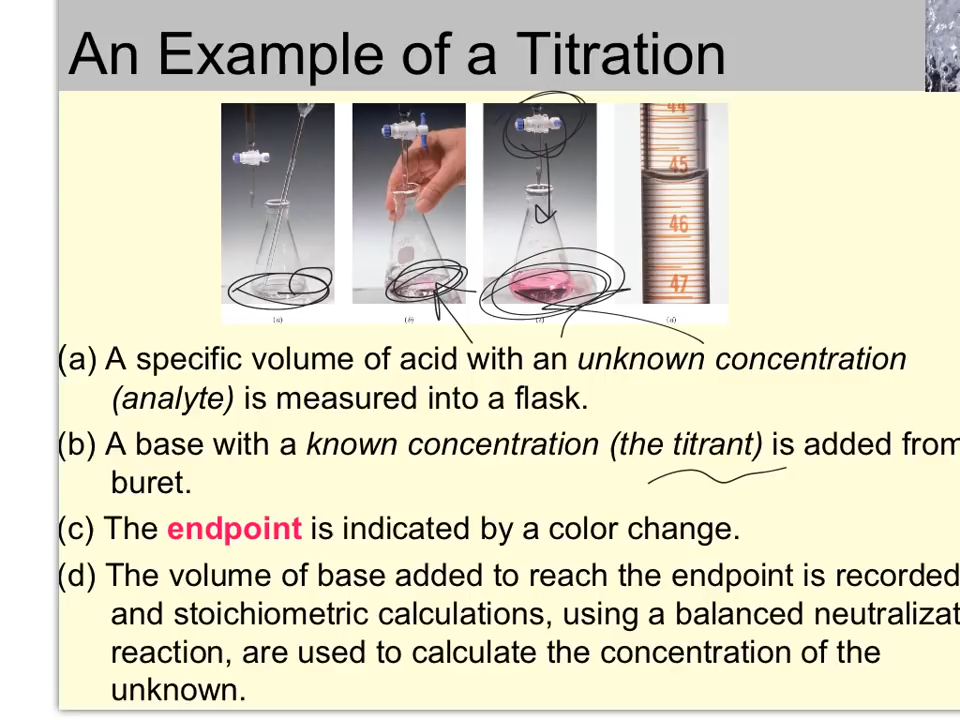 An Example of a Titration
44
45
46
47
(a)
(b)
(d)
(a) A specific volume of acid with an unknown concentration
(analyte) is measured into a flask.
(b) A base with a known concentration (the titrant) is added from
buret.
(c) The endpoint is indicated by a color change.
(d) The volume of base added to reach the endpoint is recorded
and stoichiometric calculations, using a balanced neutralizat
reaction, are used to calculate the concentration of the
unknown.